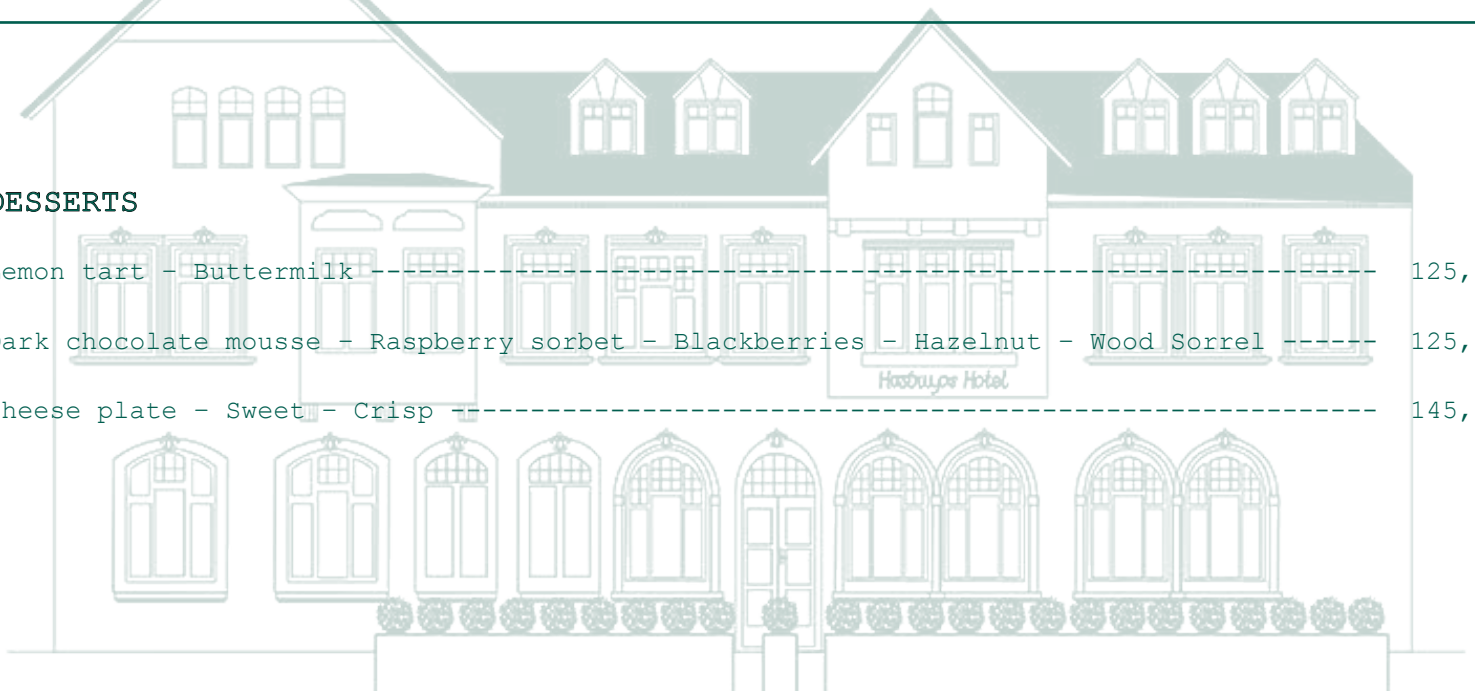 DESSERTS
emon tart – Buttermilk --------------------------------------------------------------- 125,
ark chocolate mousse – Raspberry sorbet – Blackberries – Hazelnut – Wood Sorrel ------ 125,
heese plate – Sweet – Crisp ---------------------------------------------------------- 145,
Hotel